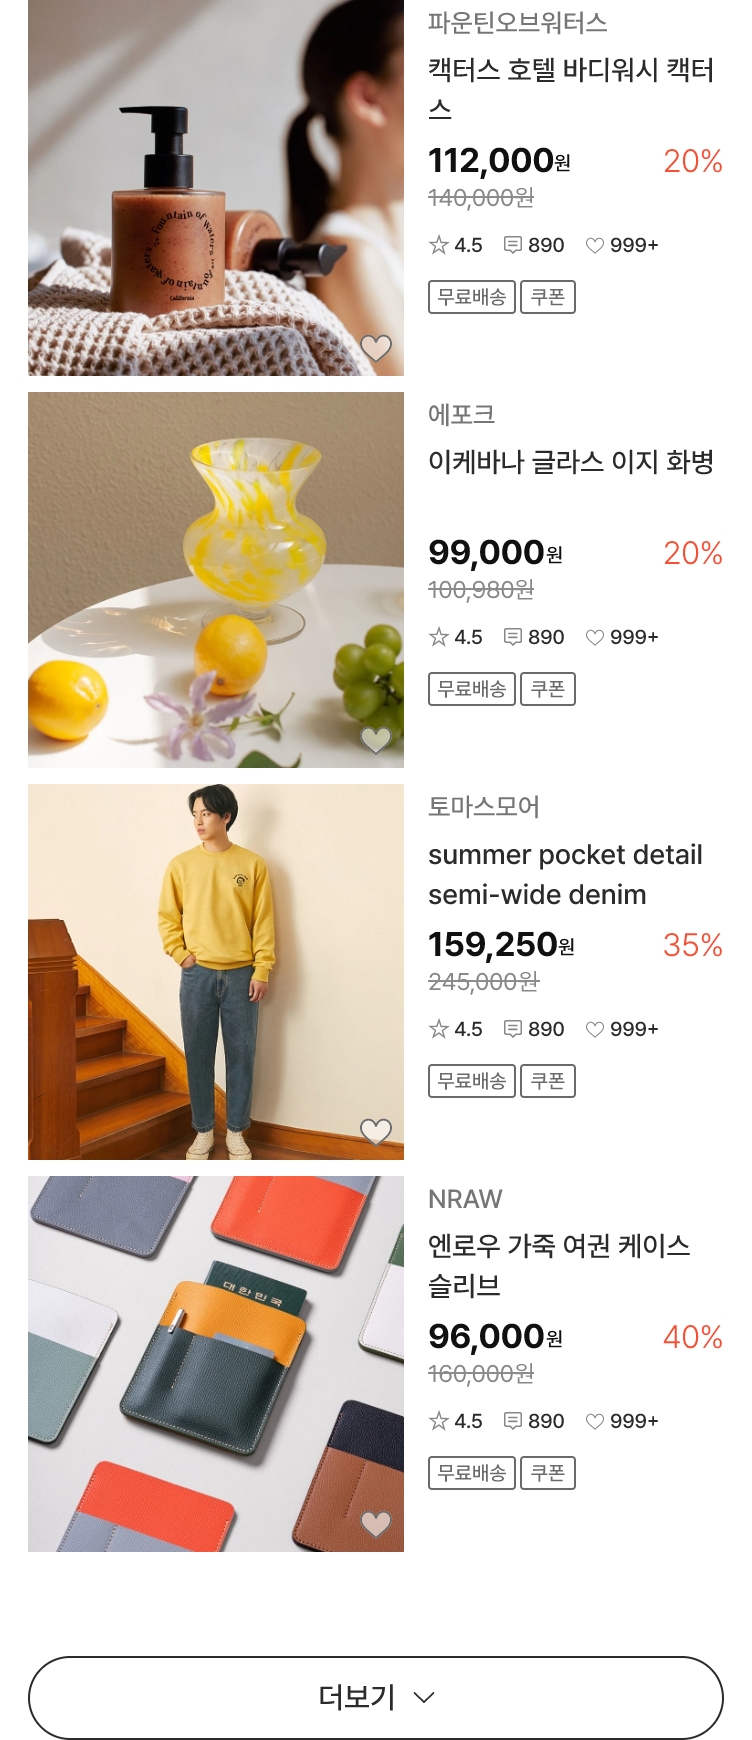 파운틴오브워터스
캑터스 호텔 바디워시 캑터
스
112,000원 20%
140,000원
4.5 890 999+
무료배송 쿠폰
Fountain of Waters Fountain of Waters
California
에포크
이케바나 글라스 이지 화병
99,000원 20%
100,980원
4.5 890 999+
무료배송 쿠폰
토마스모어
summer pocket detail
semi-wide denim
159,250원 35%
245,000원
4.5 890 999+
무료배송 쿠폰
NRAW
엔로우 가죽 여권 케이스
슬리브
96,000원 40%
160,000원
4.5 890 999+
무료배송 쿠폰
대한민국
더보기